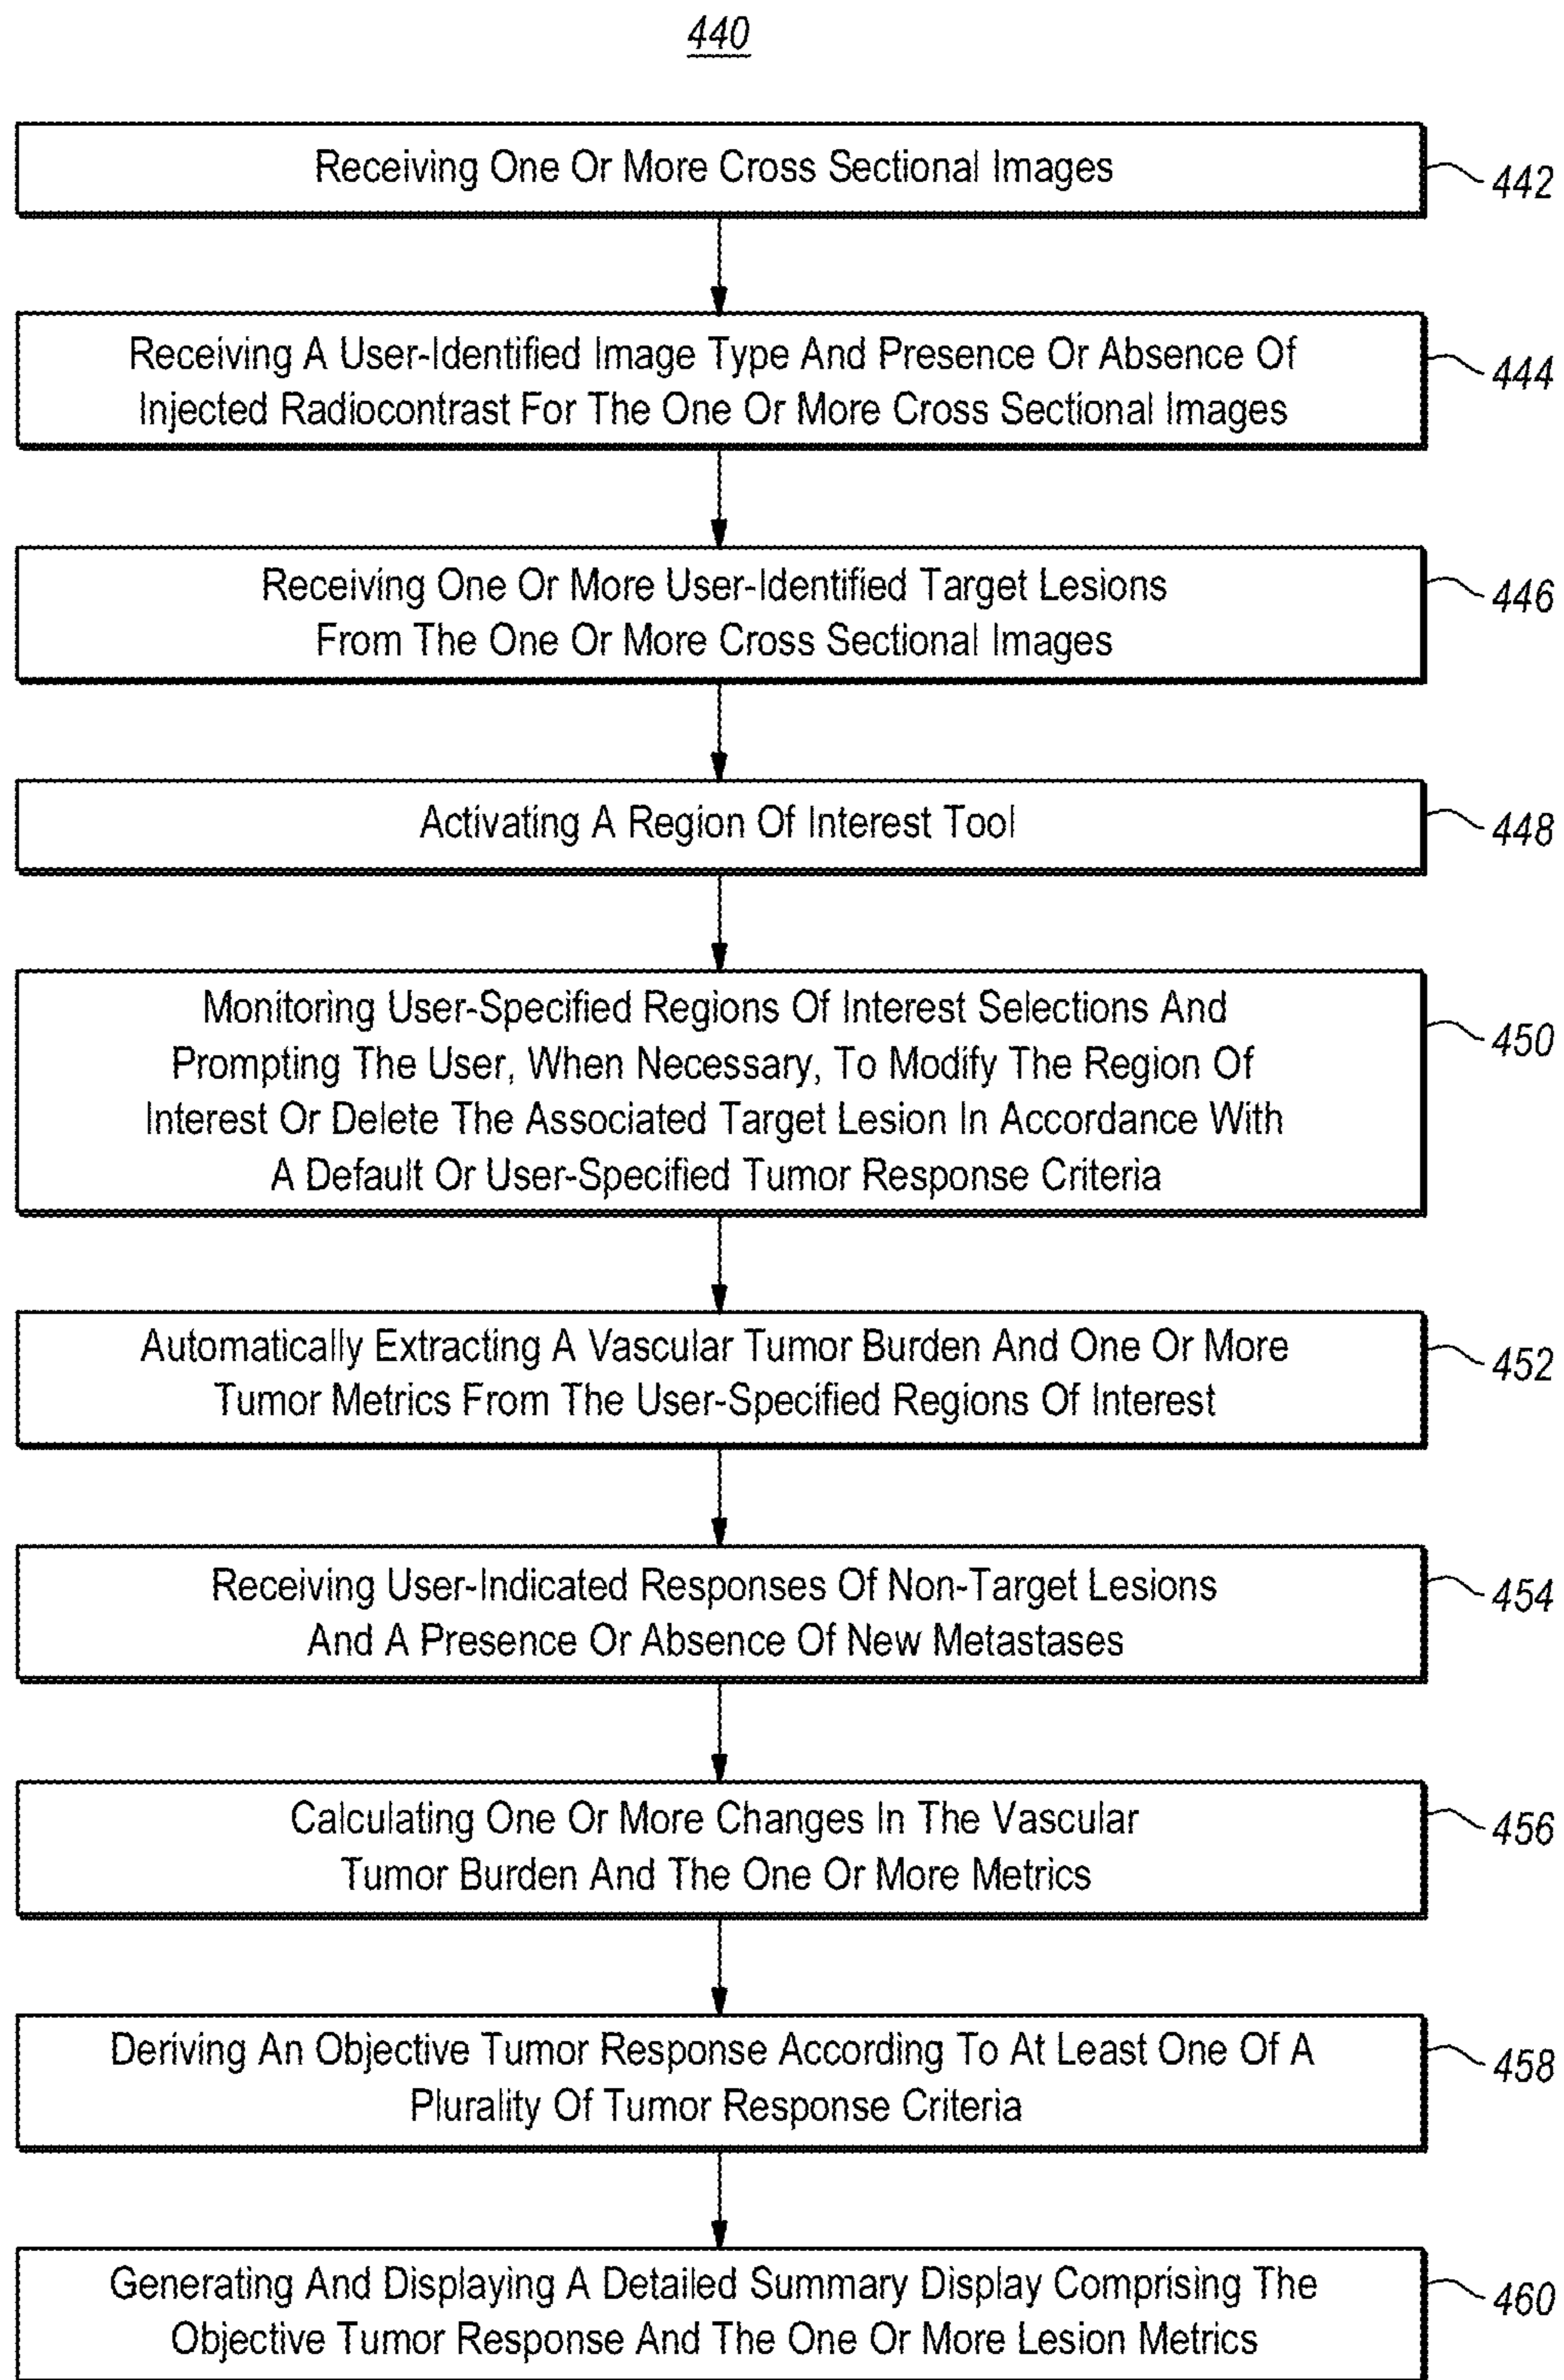 440
Receiving One Or More Cross Sectional Images
442
Receiving A User-Identified Image Type And Presence Or Absence Of
Injected Radiocontrast For The One Or More Cross Sectional Images
444
Receiving One Or More User-Identified Target Lesions
From The One Or More Cross Sectional Images
446
Activating A Region Of Interest Tool
448
Monitoring User-Specified Regions Of Interest Selections And
Prompting The User, When Necessary, To Modify The Region Of
Interest Or Delete The Associated Target Lesion In Accordance With
A Default Or User-Specified Tumor Response Criteria
450
Automatically Extracting A Vascular Tumor Burden And One Or More
Tumor Metrics From The User-Specified Regions Of Interest
452
Receiving User-Indicated Responses Of Non-Target Lesions
And A Presence Or Absence Of New Metastases
454
Calculating One Or More Changes In The Vascular
Tumor Burden And The One Or More Metrics
456
Deriving An Objective Tumor Response According To At Least One Of A
Plurality Of Tumor Response Criteria
458
Generating And Displaying A Detailed Summary Display Comprising The
Objective Tumor Response And The One Or More Lesion Metrics
460